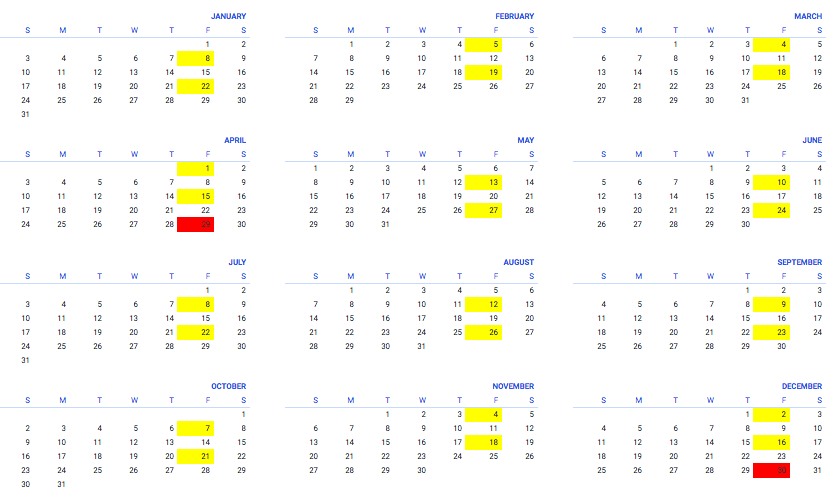 JANUARY
S M T W T F S
1 2
3 4 5 6 7 8 9
10 11 12 13 14 15 16
17 18 19 20 21 22 23
24 25 26 27 28 29 30
31
FEBRUARY
S M T W T F S
1 2 3 4 5 6
7 8 9 10 11 12 13
14 15 16 17 18 19 20
21 22 23 24 25 26 27
28 29
MARCH
S M T W T F S
1 2 3 4 5
6 7 8 9 10 11 12
13 14 15 16 17 18 19
20 21 22 23 24 25 26
27 28 29 30 31
APRIL
S M T W T F S
1 2
3 4 5 6 7 8 9
10 11 12 13 14 15 16
17 18 19 20 21 22 23
24 25 26 27 28 29 30
MAY
S M T W T F S
1 2 3 4 5 6 7
8 9 10 11 12 13 14
15 16 17 18 19 20 21
22 23 24 25 26 27 28
29 30 31
JUNE
S M T W T F S
1 2 3 4
5 6 7 8 9 10 11
12 13 14 15 16 17 18
19 20 21 22 23 24 25
26 27 28 29 30
JULY
S M T W T F S
1 2
3 4 5 6 7 8 9
10 11 12 13 14 15 16
17 18 19 20 21 22 23
24 25 26 27 28 29 30
31
AUGUST
S M T W T F S
1 2 3 4 5 6
7 8 9 10 11 12 13
14 15 16 17 18 19 20
21 22 23 24 25 26 27
28 29 30 31
SEPTEMBER
S M T W T F S
1 2 3
4 5 6 7 8 9 10
11 12 13 14 15 16 17
18 19 20 21 22 23 24
25 26 27 28 29 30
OCTOBER
S M T W T F S
1
2 3 4 5 6 7 8
9 10 11 12 13 14 15
16 17 18 19 20 21 22
23 24 25 26 27 28 29
30 31
NOVEMBER
S M T W T F S
1 2 3 4 5
6 7 8 9 10 11 12
13 14 15 16 17 18 19
20 21 22 23 24 25 26
27 28 29 30
DECEMBER
S M T W T F S
1 2 3
4 5 6 7 8 9 10
11 12 13 14 15 16 17
18 19 20 21 22 23 24
25 26 27 28 29 30 31